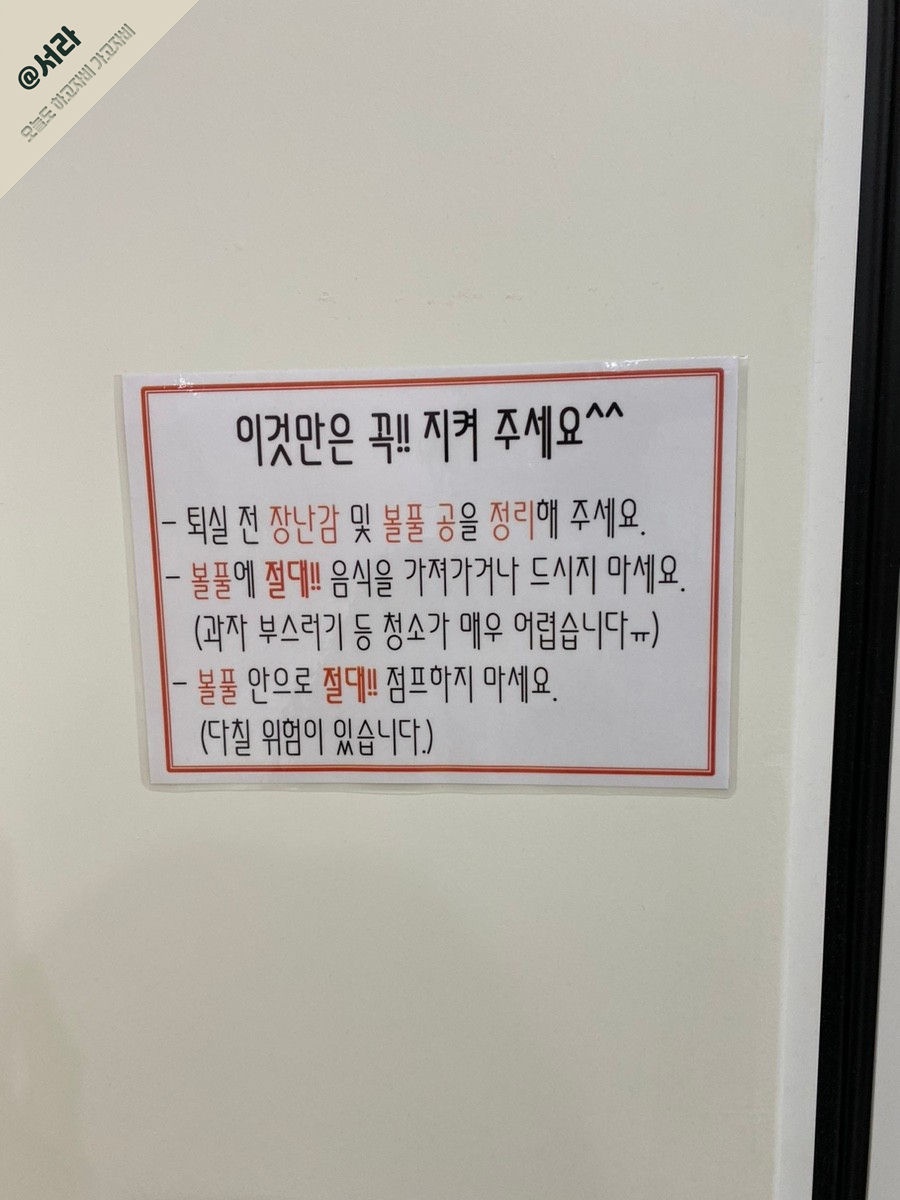 @서라
오늘도 하고재비 가고재비
이것만은 꼭!! 지켜 주세요^^
- 퇴실 전 장난감 및 볼풀 공을 정리해 주세요.
- 볼풀에 절대!! 음식을 가져가거나 드시지 마세요.
(과자 부스러기 등 청소가 매우 어렵습니다ㅠ)
- 볼풀 안으로 절대!! 점프하지 마세요.
(다칠 위험이 있습니다.)